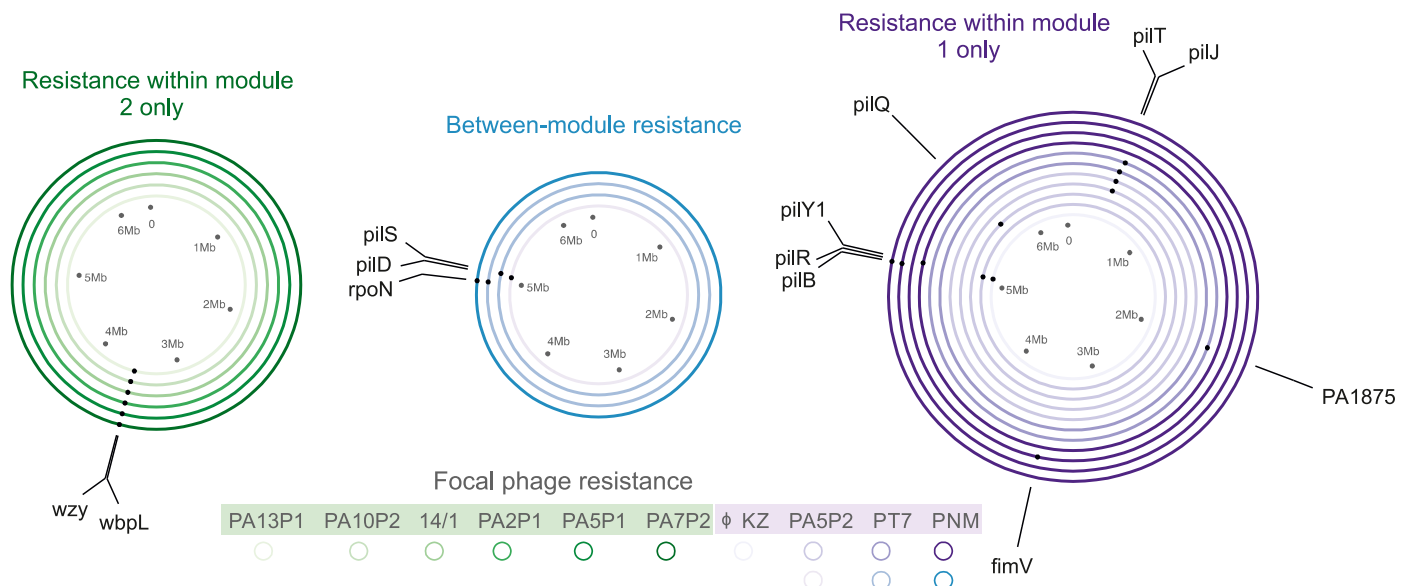 Resistance within module
2 only
6Mb
0
1Mb
5Mb
2Mb
4Mb
3Mb
wzy
wbpL
Between-module resistance
pilS
pilD
rpoN
6Mb
0
1Mb
5Mb
2Mb
4Mb
3Mb
Resistance within module
1 only
pilT
pilJ
pilQ
pilY1
pilR
pilB
6Mb
0
1Mb
5Mb
2Mb
4Mb
3Mb
PA1875
fimV
Focal phage resistance
PA13P1 PA10P2 14/1 PA2P1 PA5P1 PA7P2 ϕ KZ PA5P2 PT7 PNM